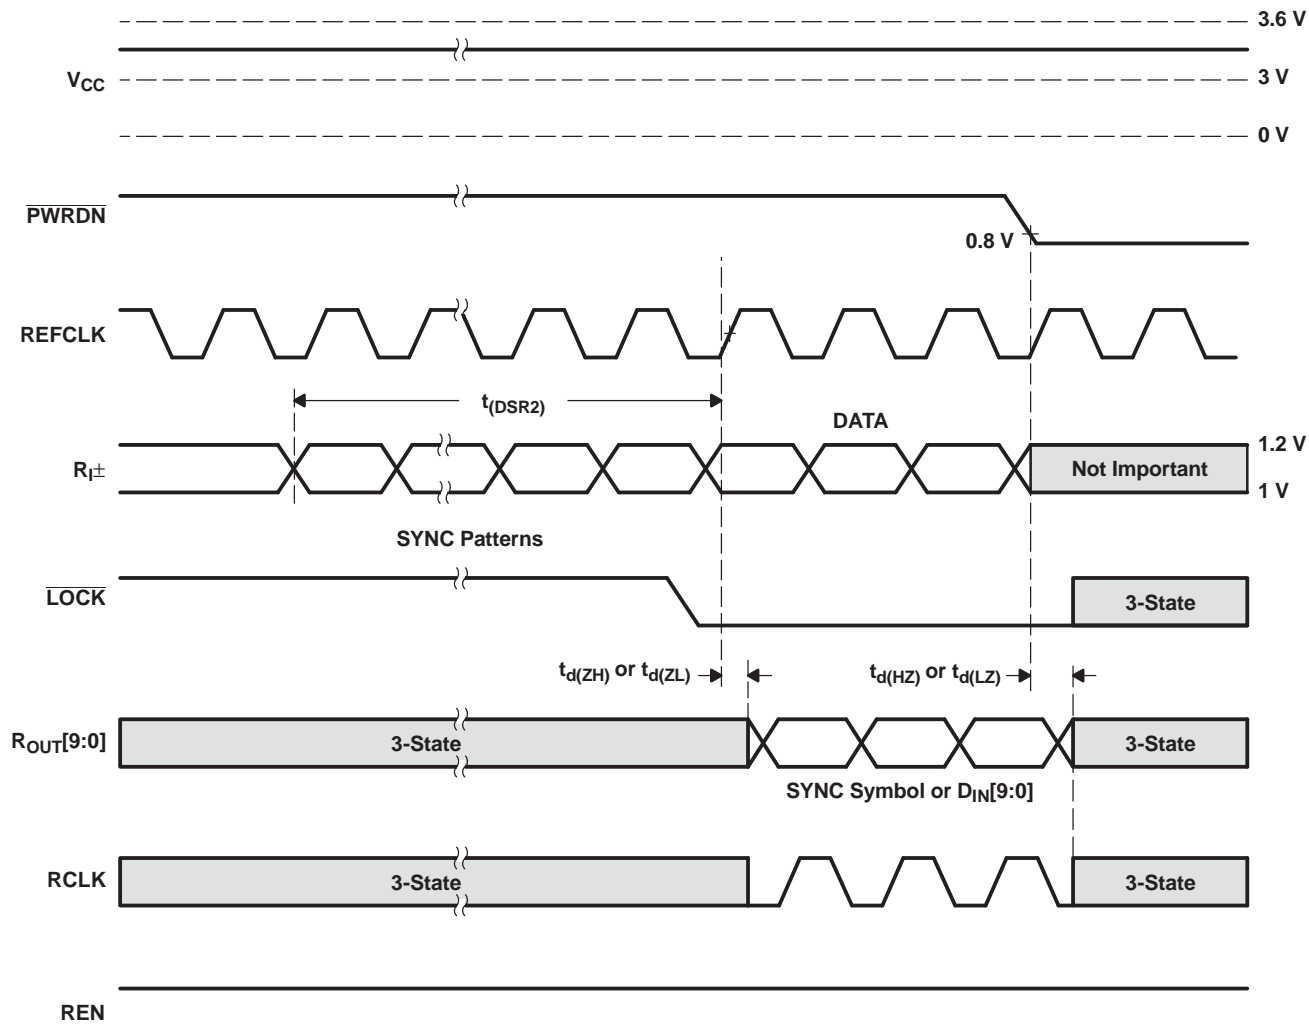 3.6 V
V_CC
3 V
0 V
PWRDN
0.8 V
REFCLK
t(DSR2)
DATA
R_I±
1.2 V
Not Important
1 V
SYNC Patterns
LOCK
3-State
t_d(ZH) or t_d(ZL)
t_d(HZ) or t_d(LZ)
R_OUT[9:0]
3-State
3-State
SYNC Symbol or D_IN[9:0]
RCLK
3-State
3-State
REN